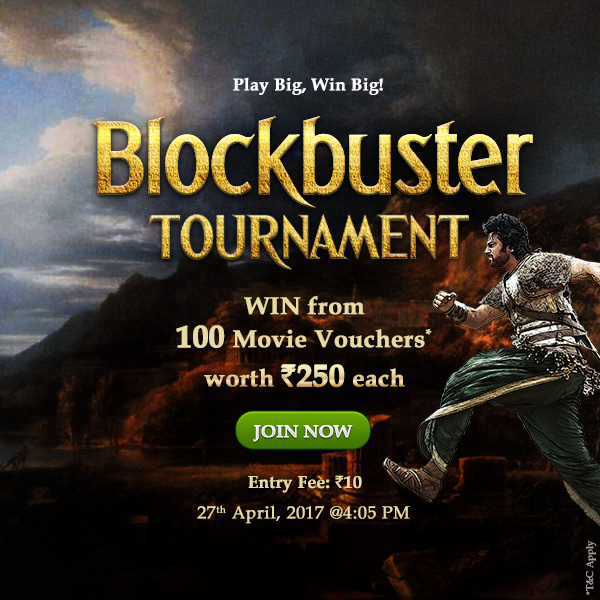 Play Big, Win Big!
Blockbuster
TOURNAMENT
WIN from
100 Movie Vouchers*
worth ₹250 each
JOIN NOW
Entry Fee: ₹10
27th April, 2017 @4:05 PM
*T&C Apply